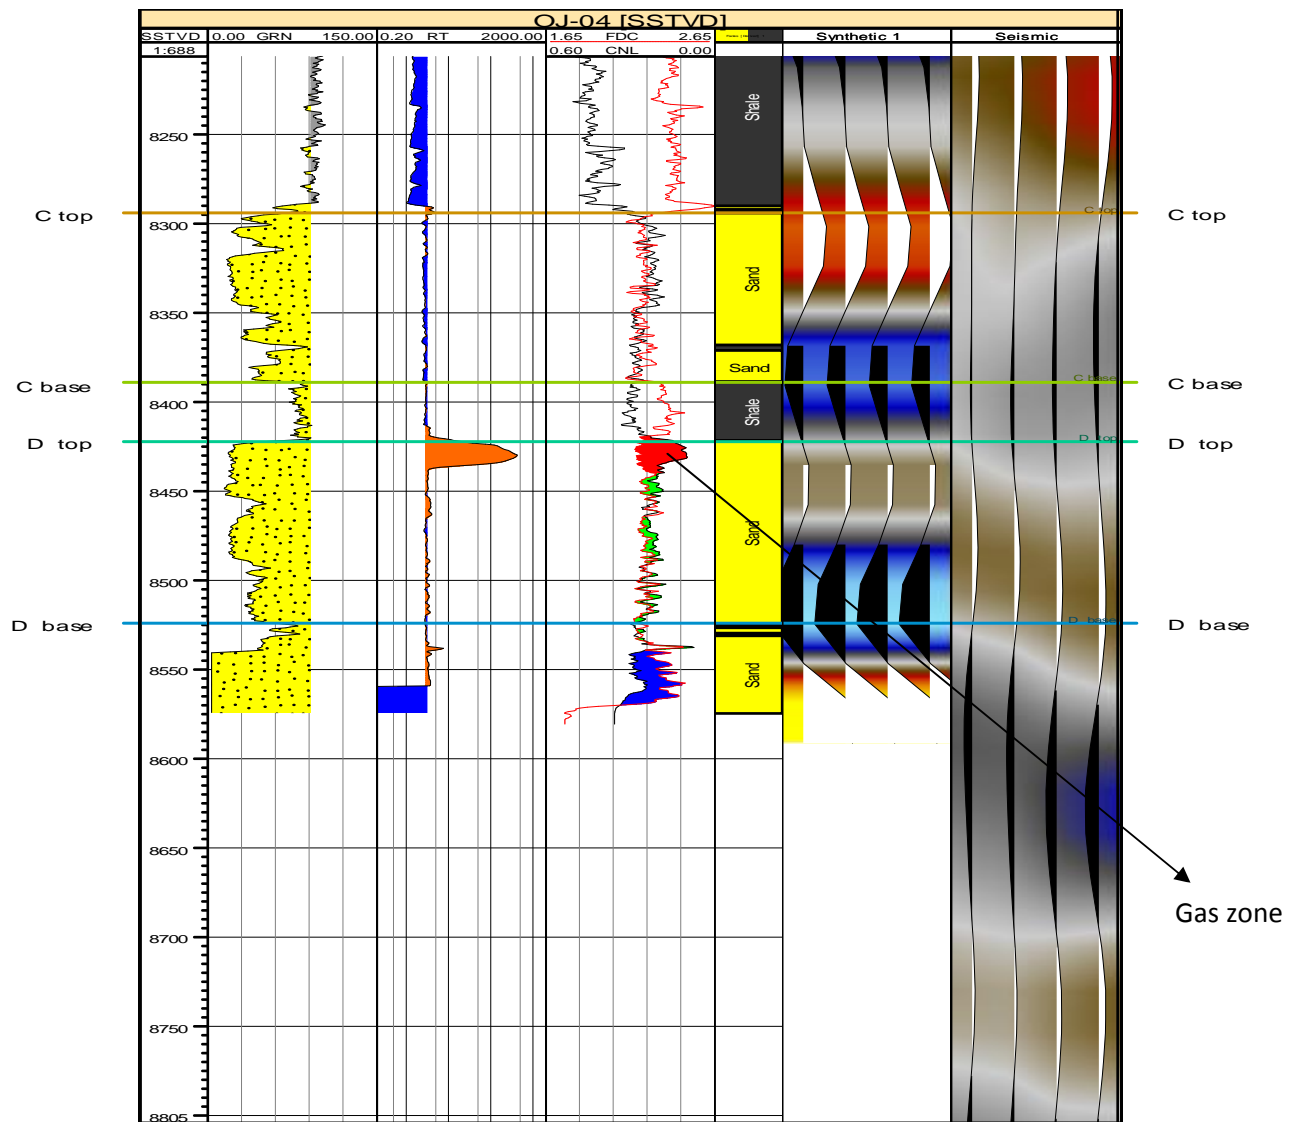 OJ-04 [SSTVD]
SSTVD 0.00 GRN 150.00 0.20 RT 2000.00 1.65 FDC 2.65 Synthetic 1 Seismic
1:688 0.60 CNL 0.00
Shale
8250
C top C top C top
8300
Sand
8350
Sand
C base C base C base
8400
Shale
D top D top D top
8450
Sand
8500
D base D base D base
8550
Sand
8600
8650
8700
8750
8805
Gas zone